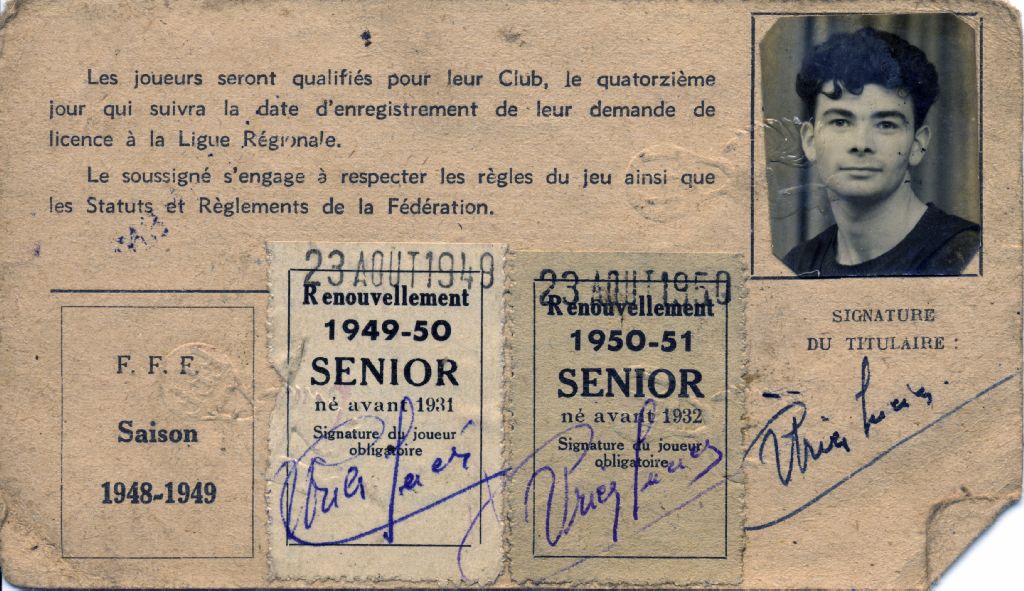 Les joueurs seront qualifiés pour leur Club, le quatorzième
jour qui suivra la date d'enregistrement de leur demande de
licence à la Ligue Régionale.
Le soussigné s'engage à respecter les règles du jeu ainsi que
les Statuts et Règlements de la Fédération.
F. F. F.
Saison
1948-1949
23 AOUT 1949
Renouvellement
1949-50
SENIOR
né avant 1931
Signature du joueur
obligatoire
23 AOUT 1950
Renouvellement
1950-51
SENIOR
né avant 1932
Signature du joueur
obligatoire
SIGNATURE
DU TITULAIRE :